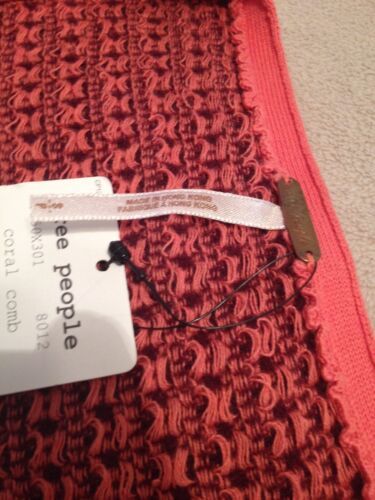 MADE IN HONG KONG
FABRIQUÉ À HONG KONG
ee people
0X301 8012
coral comb